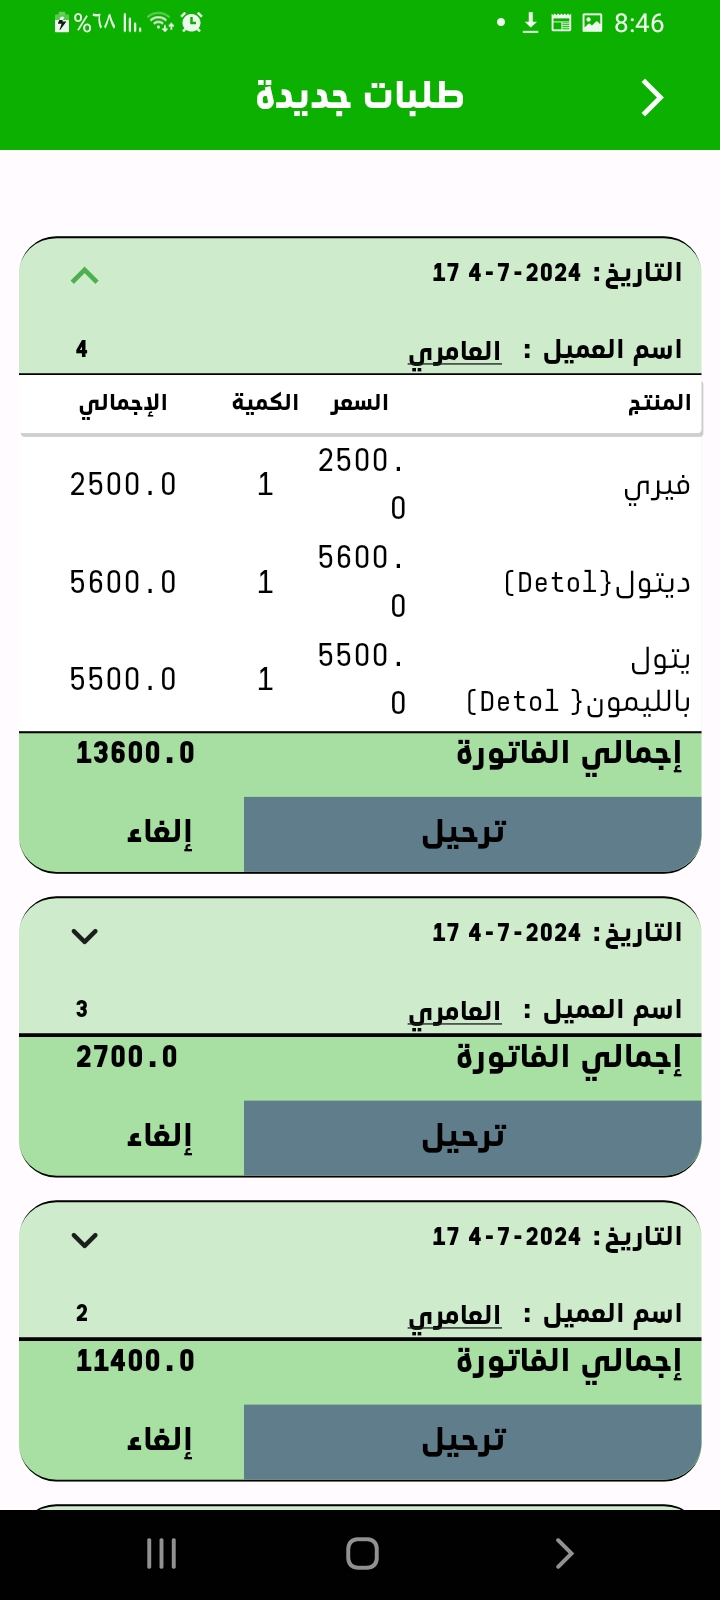 8:46 %٦٨
طلبات جديدة
التاريخ: 2024-7-4 17
اسم العميل : العامري 4
المنتج السعر الكمية الإجمالي
فيري 2500.0 1 2500.0
ديتول{Detol) 5600.0 1 5600.0
يتول
بالليمون{ Detol) 5500.0 1 5500.0
إجمالي الفاتورة 13600.0
ترحيل إلغاء
التاريخ: 2024-7-4 17
اسم العميل : العامري 3
إجمالي الفاتورة 2700.0
ترحيل إلغاء
التاريخ: 2024-7-4 17
اسم العميل : العامري 2
إجمالي الفاتورة 11400.0
ترحيل إلغاء